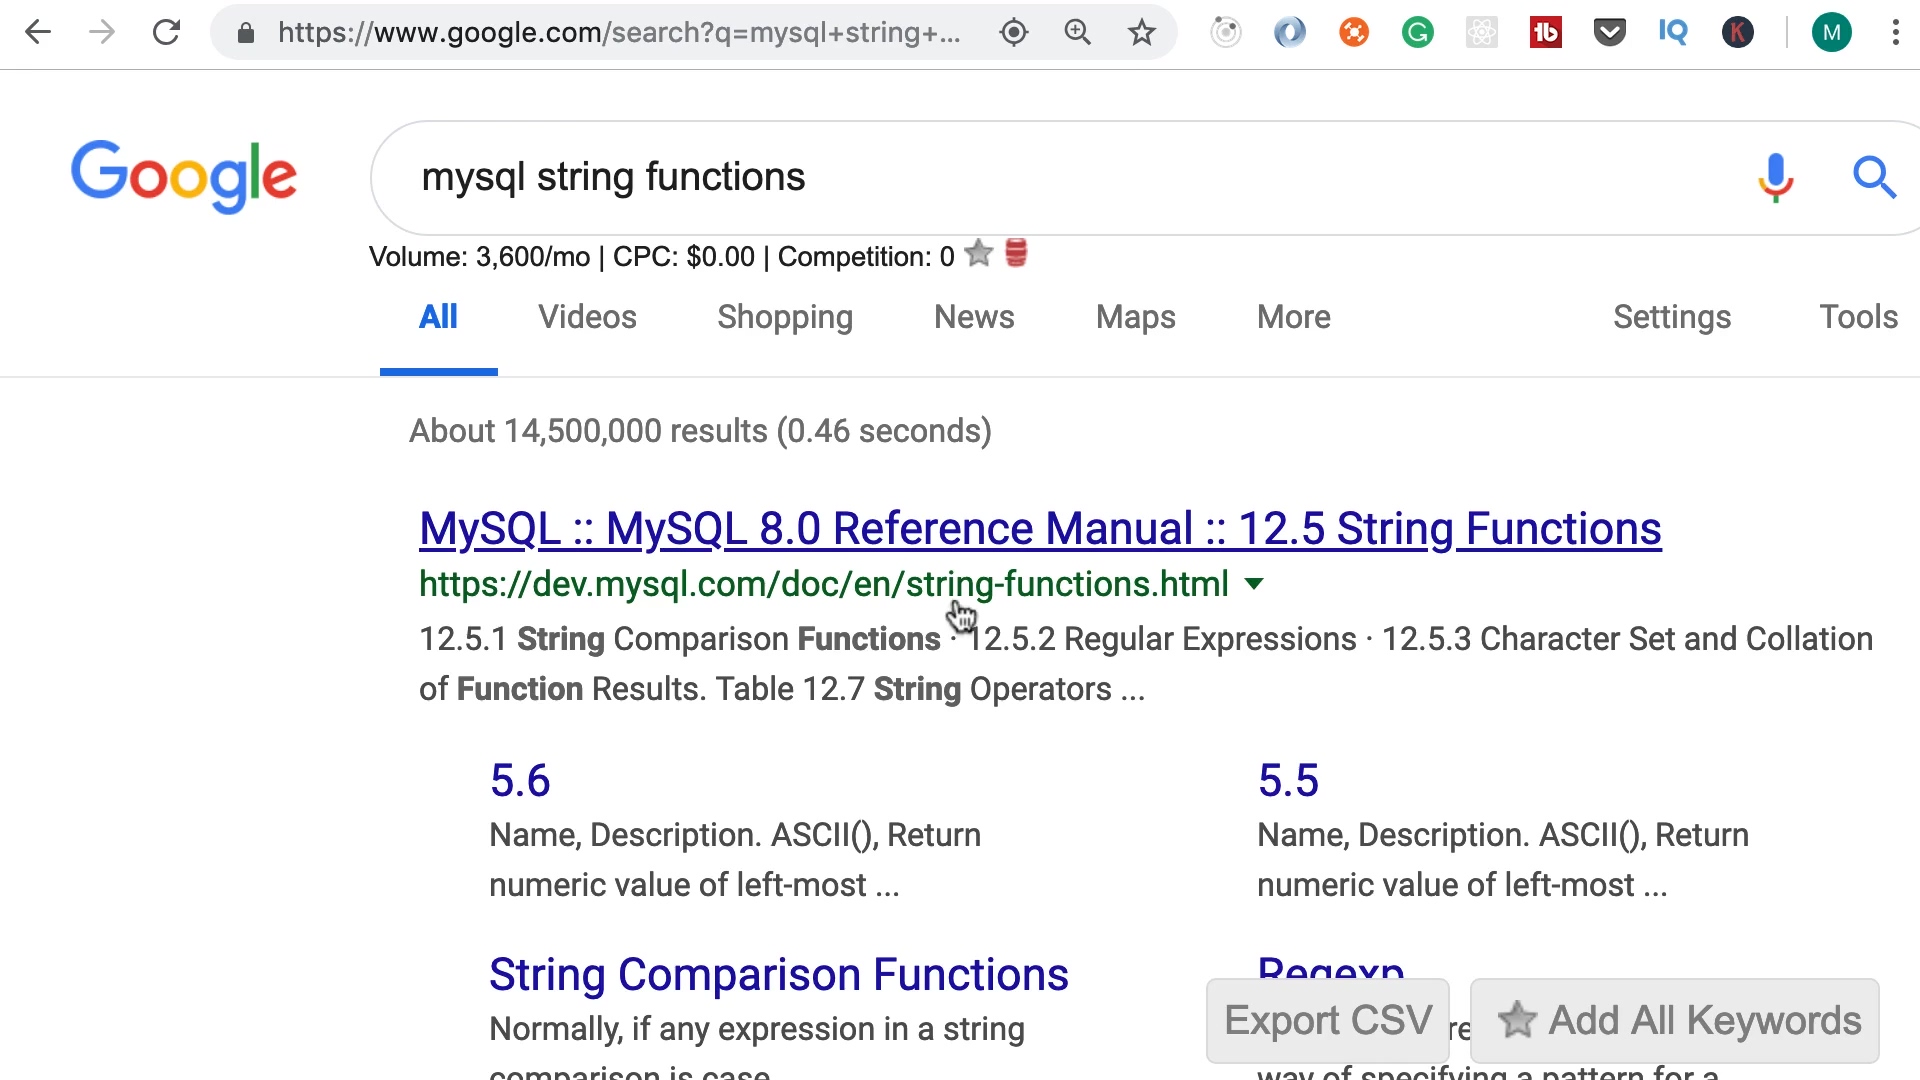 https://www.google.com/search?q=mysql+string+...
IQ
K
M
Google
mysql string functions
Volume: 3,600/mo | CPC: $0.00 | Competition: 0
All Videos Shopping News Maps More Settings Tools
About 14,500,000 results (0.46 seconds)
MySQL :: MySQL 8.0 Reference Manual :: 12.5 String Functions
https://dev.mysql.com/doc/en/string-functions.html
12.5.1 String Comparison Functions · 12.5.2 Regular Expressions · 12.5.3 Character Set and Collation
of Function Results. Table 12.7 String Operators ...
5.6
Name, Description. ASCII(), Return
numeric value of left-most ...
5.5
Name, Description. ASCII(), Return
numeric value of left-most ...
String Comparison Functions
Normally, if any expression in a string
comparison is case
Regexp
way of specifying a pattern for a
Export CSV
Add All Keywords